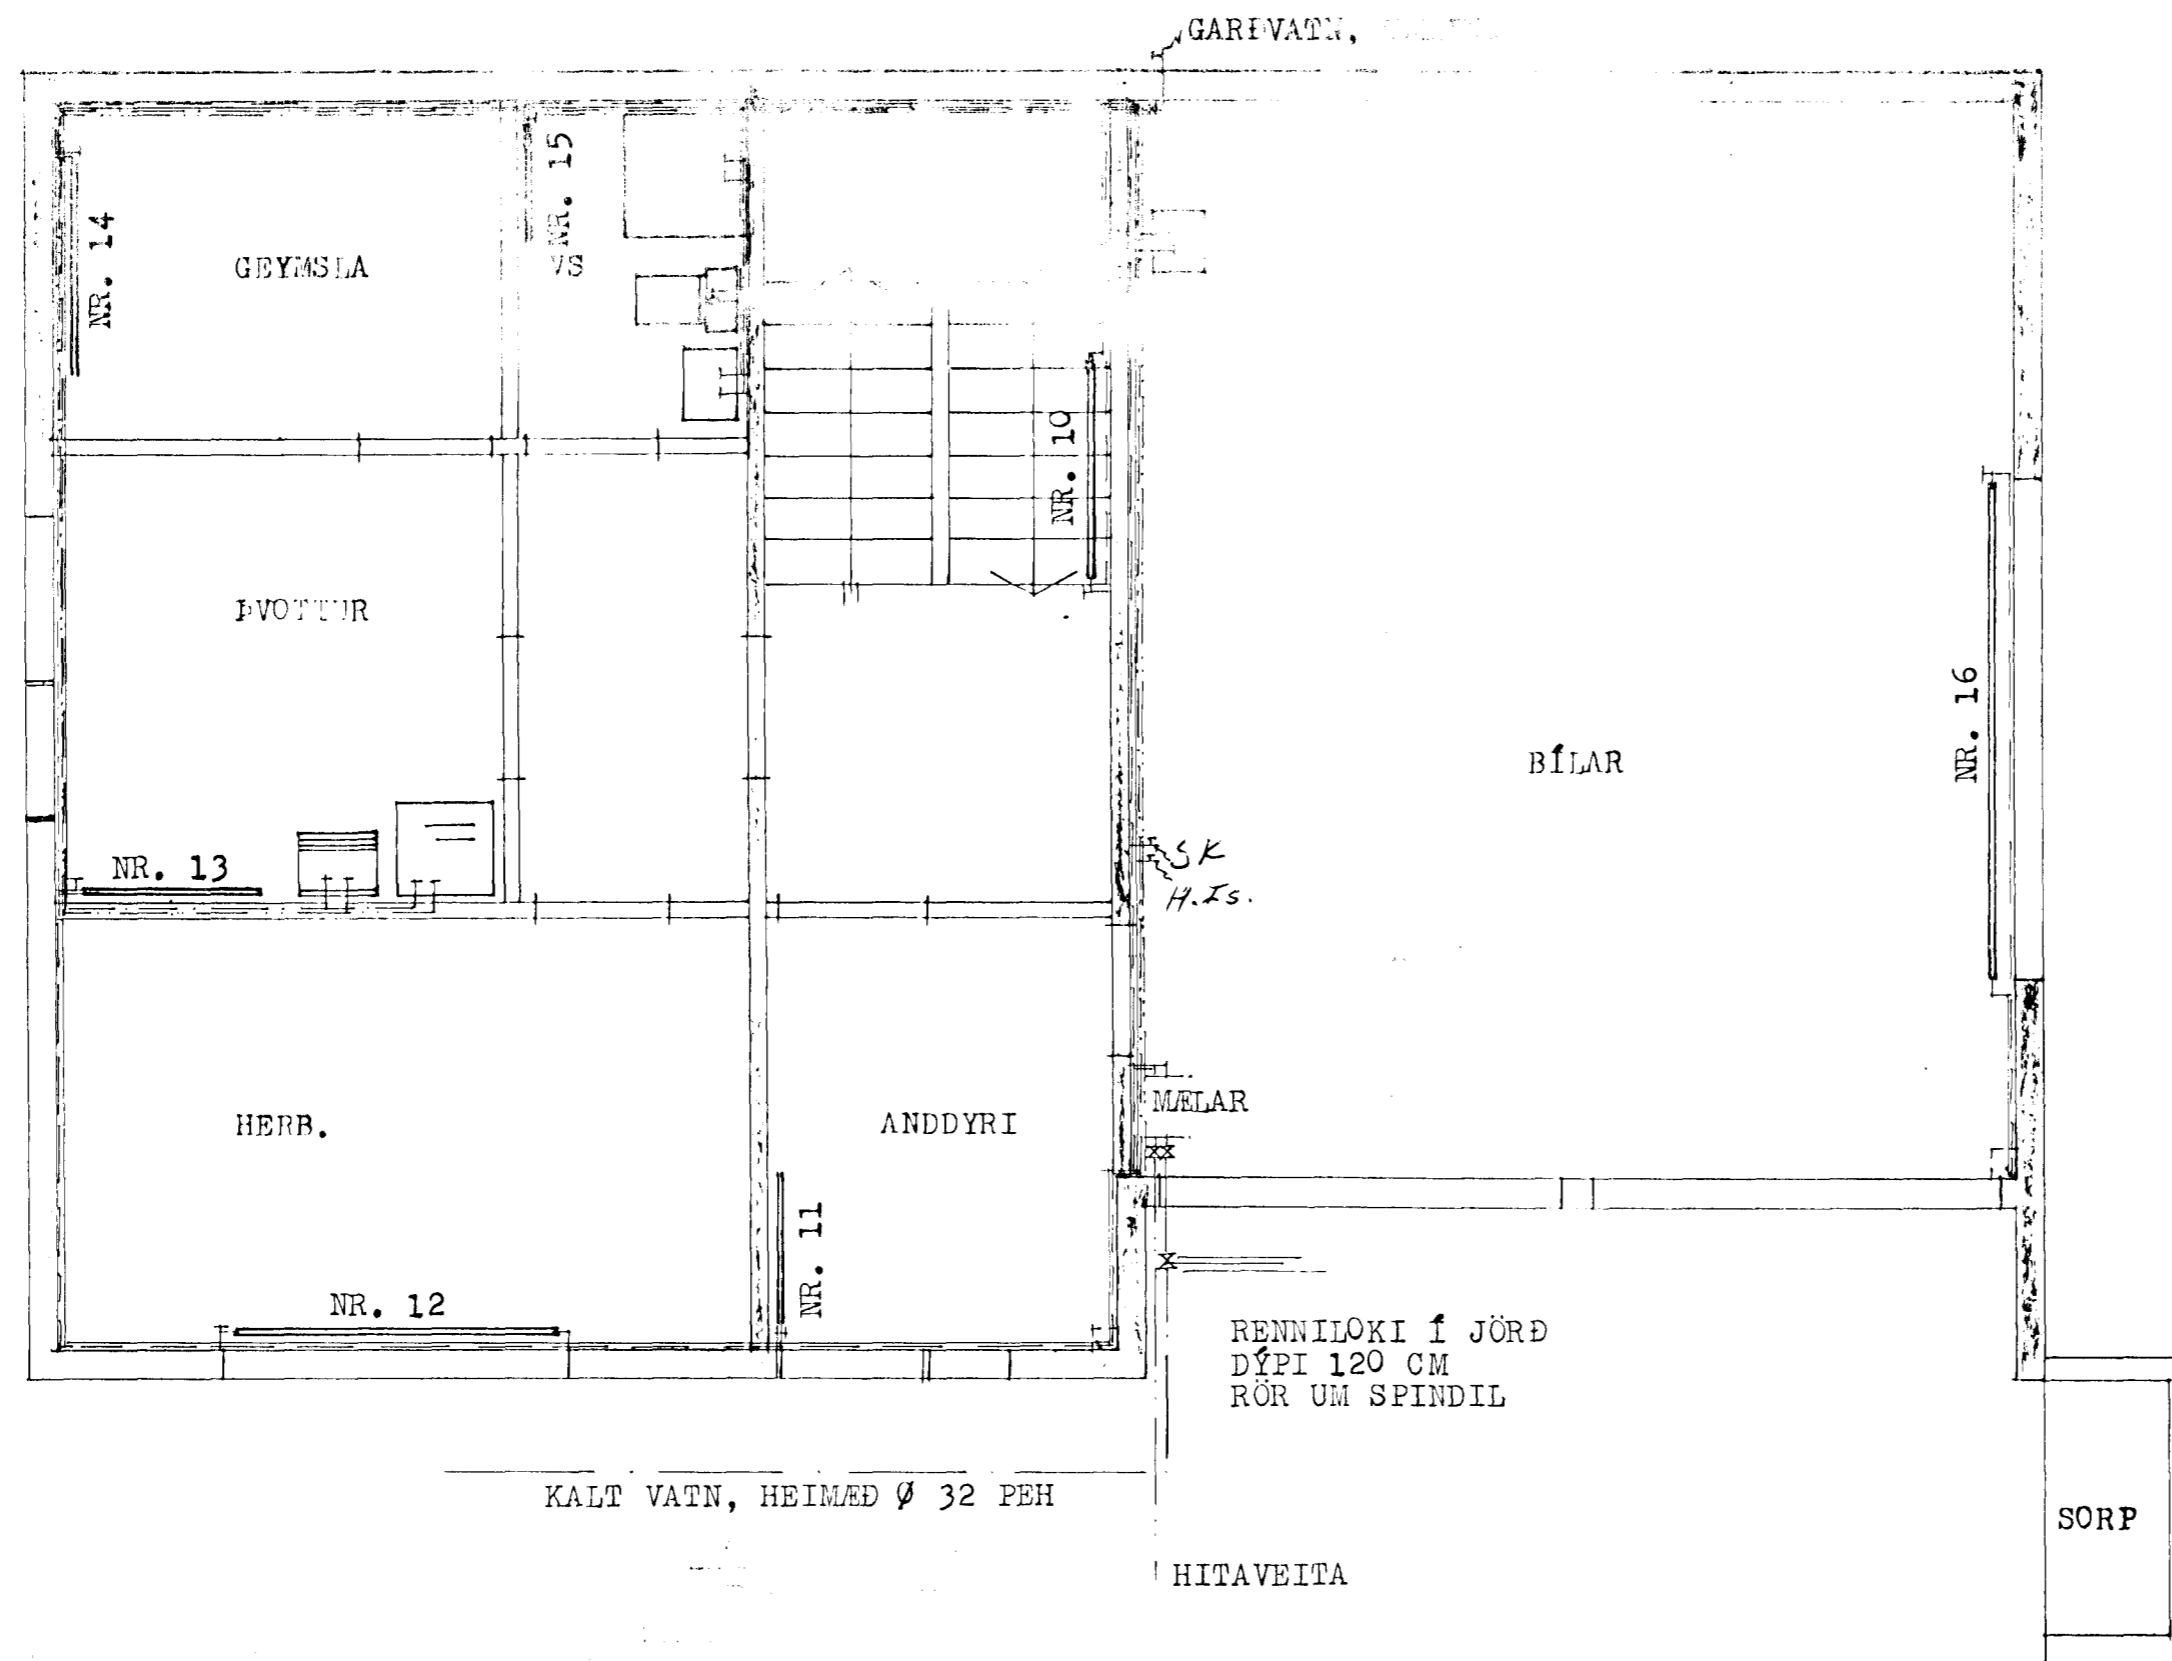 GARÐVATN,
NR. 15
NR. 14
GEYMSLA
VS
NR. 10
ÞVOTTUR
NR. 16
BÍLAR
SK
NR. 13
H.Is.
MÆLAR
HERB.
ANDDYRI
NR. 11
NR. 12
RENNILOKI Í JÖRÐ
DÝPI 120 CM
RÖR UM SPINDIL
KALT VATN, HEIMÆÐ Ø 32 PEH
SORP
HITAVEITA